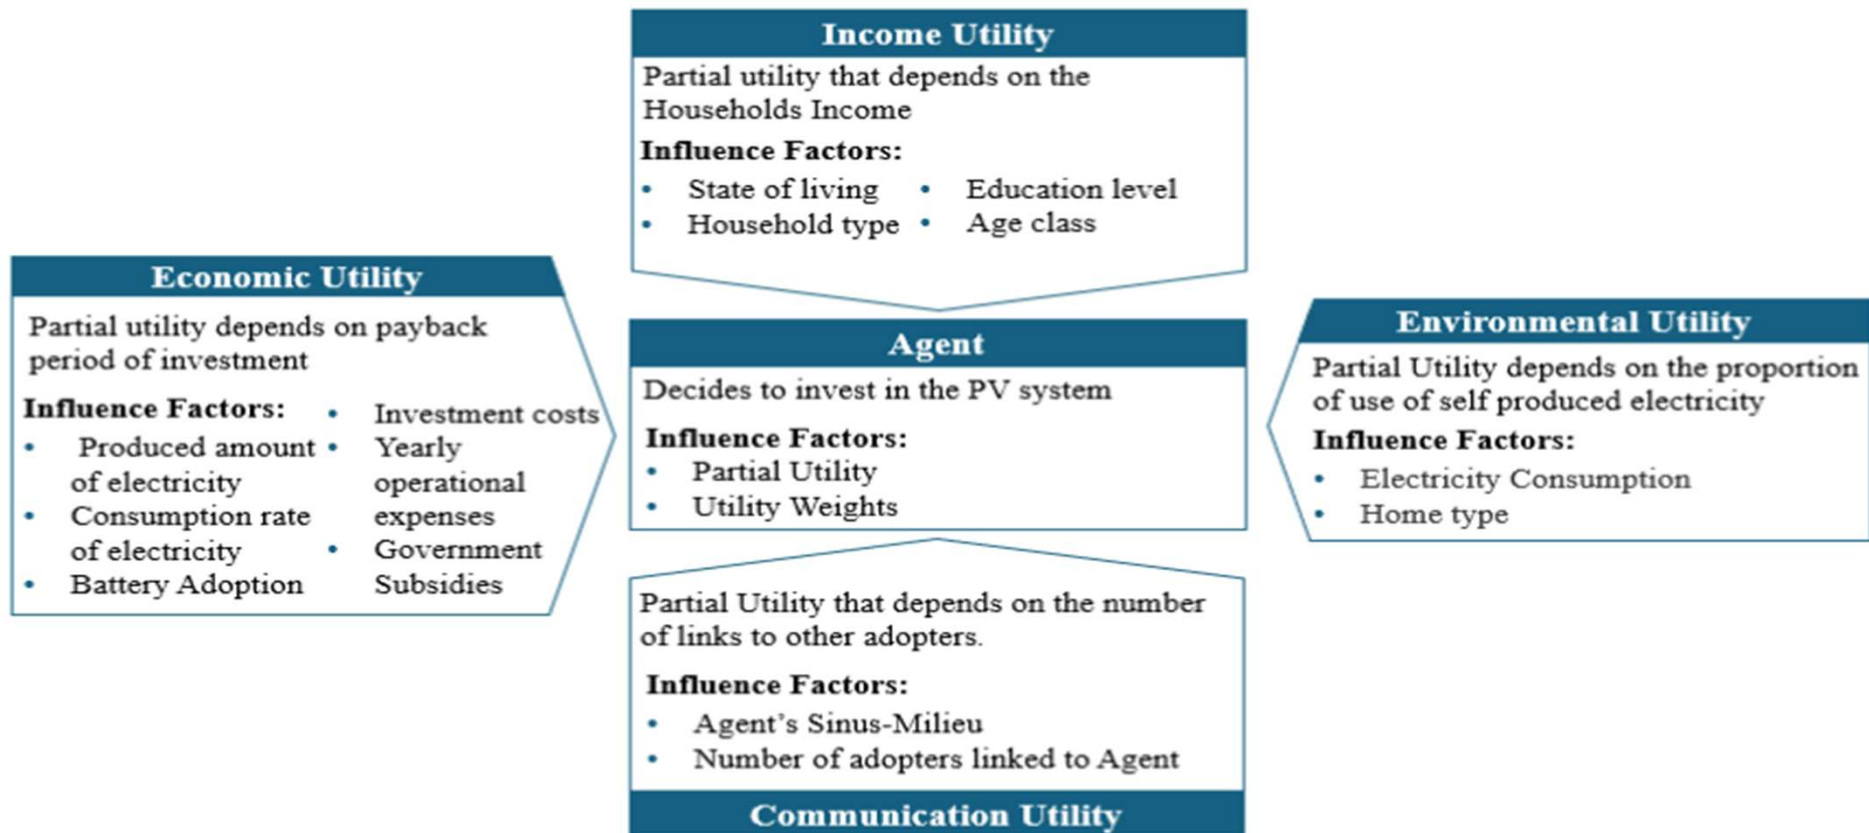 Income Utility
Partial utility that depends on the
Households Income
Influence Factors:
• State of living
• Household type
• Education level
• Age class
Economic Utility
Partial utility depends on payback
period of investment
Influence Factors:
• Produced amount
of electricity
• Consumption rate
of electricity
• Battery Adoption
• Investment costs
• Yearly
operational
expenses
• Government
Subsidies
Agent
Decides to invest in the PV system
Influence Factors:
• Partial Utility
• Utility Weights
Environmental Utility
Partial Utility depends on the proportion
of use of self produced electricity
Influence Factors:
• Electricity Consumption
• Home type
Partial Utility that depends on the number
of links to other adopters.
Influence Factors:
• Agent’s Sinus-Milieu
• Number of adopters linked to Agent
Communication Utility